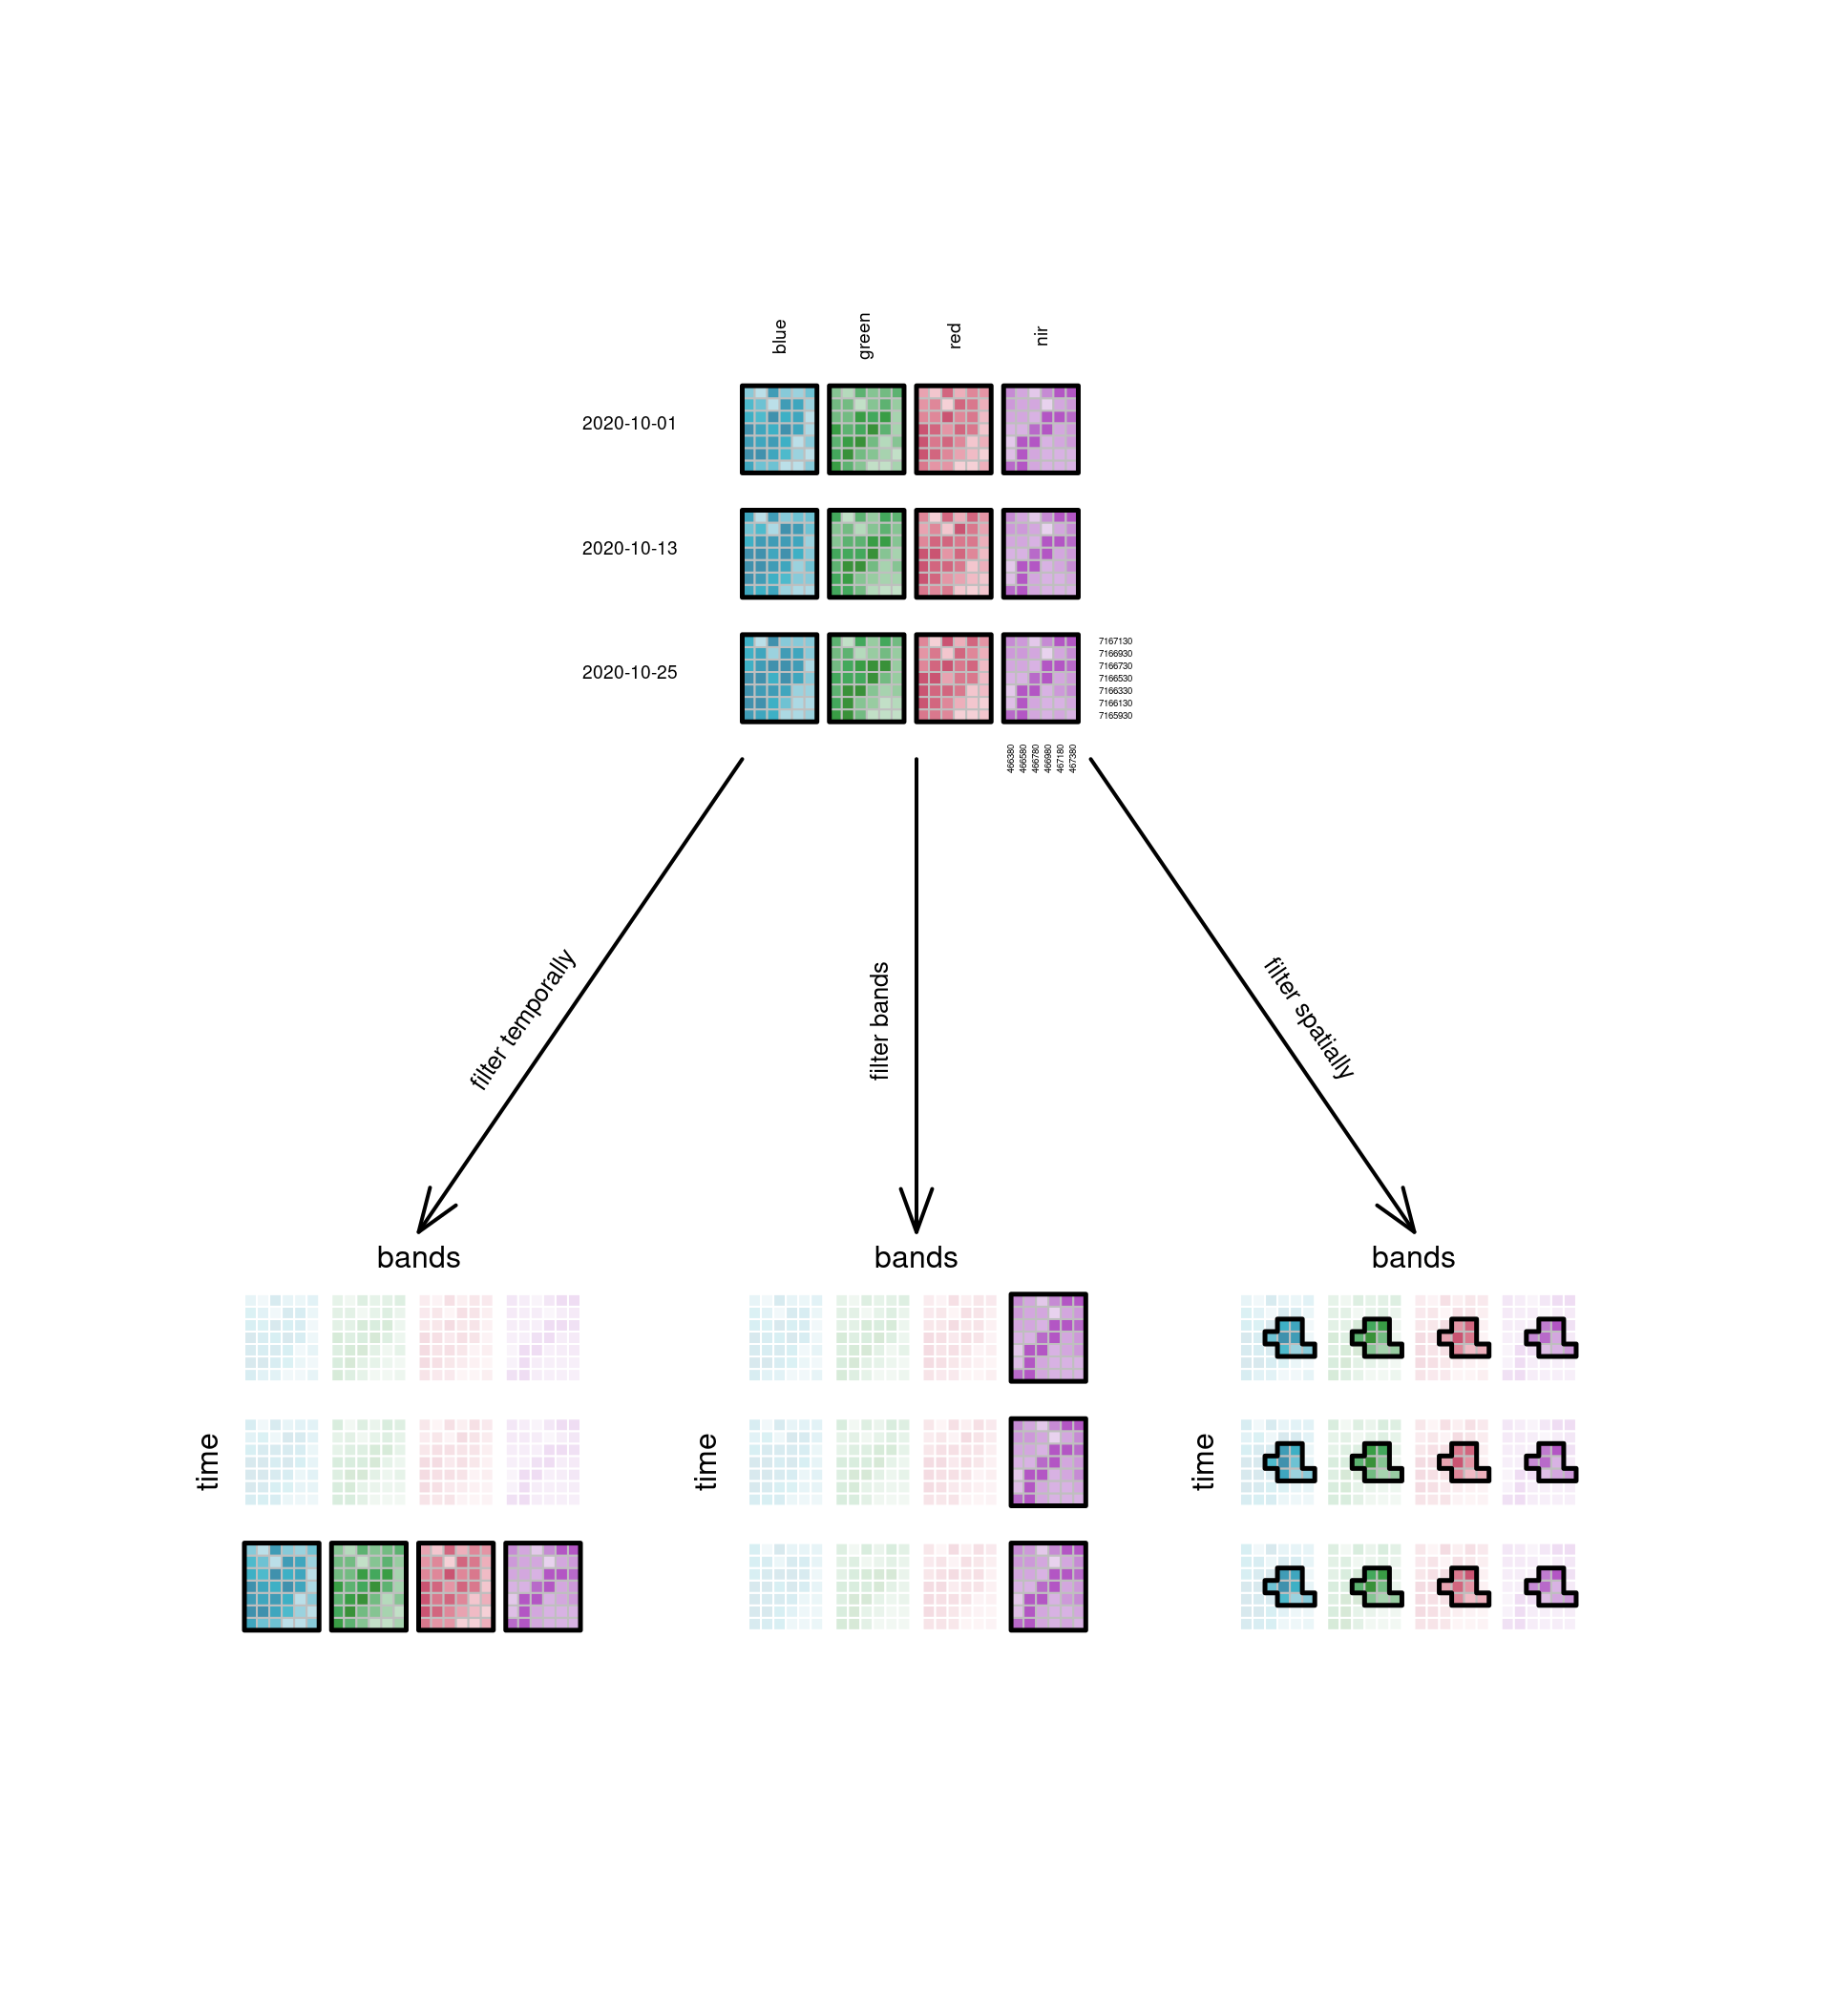 blue
green
red
nir
2020-10-01
2020-10-13
2020-10-25
7167130
7166930
7166730
7166530
7166330
7166130
7165930
466380
466580
466780
466980
467180
467380
filter temporally
filter bands
filter spatially
bands
bands
bands
time
time
time